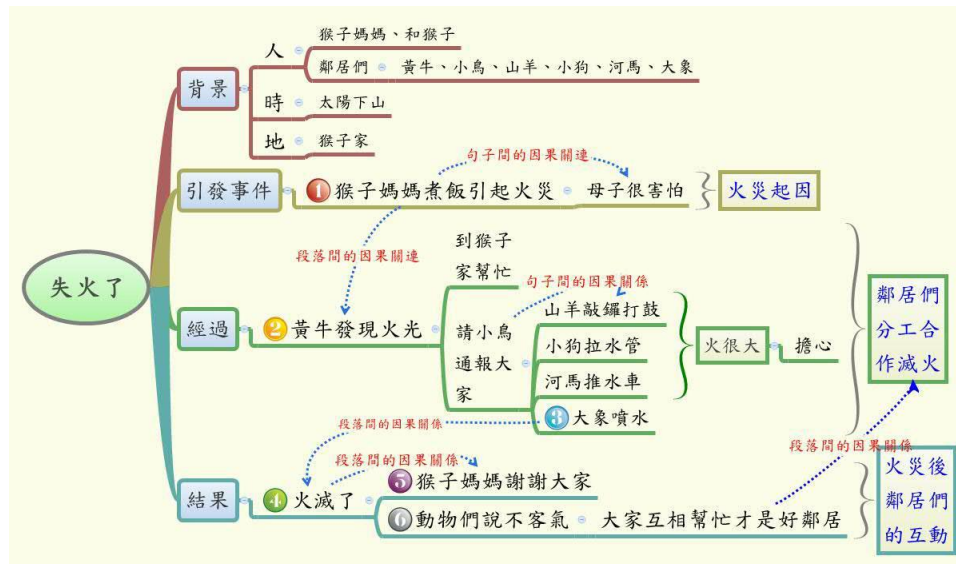 失火了
背景
人
猴子媽媽、和猴子
鄰居們
黃牛、小鳥、山羊、小狗、河馬、大象
時
太陽下山
地
猴子家
句子間的因果關連
引發事件
1
猴子媽媽煮飯引起火災
母子很害怕
火災起因
段落間的因果關連
經過
2
黃牛發現火光
到猴子
家幫忙
句子間的因果關係
請小鳥
通報大
家
山羊敲鑼打鼓
小狗拉水管
河馬推水車
3
大象噴水
火很大
擔心
鄰居們
分工合
作滅火
段落間的因果關係
段落間的因果關係
段落間的因果關係
結果
4
火滅了
5
猴子媽媽謝謝大家
6
動物們說不客氣
大家互相幫忙才是好鄰居
火災後
鄰居們
的互動